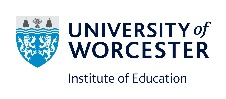 UNIVERSITY of
WORCESTER
Institute of Education